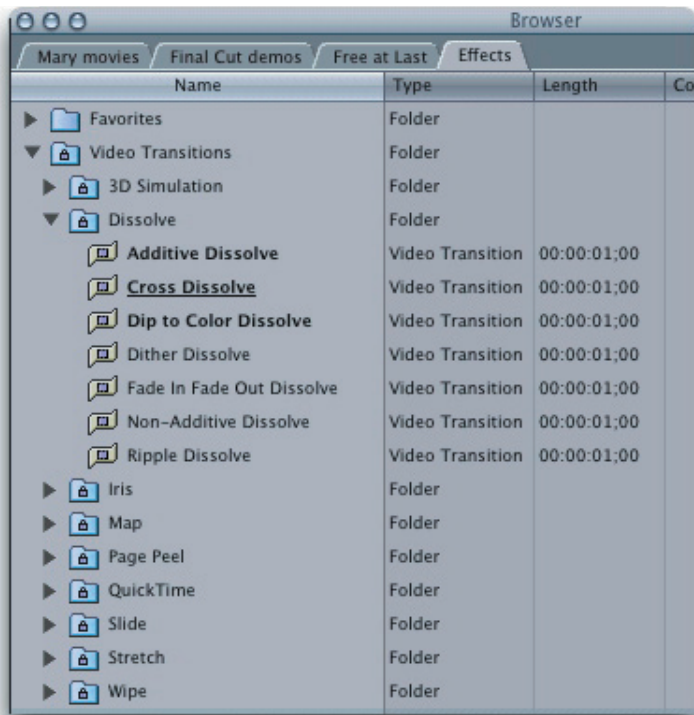 Browser
Mary movies Final Cut demos Free at Last Effects
Name Type Length Co
Favorites Folder
Video Transitions Folder
3D Simulation Folder
Dissolve Folder
Additive Dissolve Video Transition 00:00:01;00
Cross Dissolve Video Transition 00:00:01;00
Dip to Color Dissolve Video Transition 00:00:01;00
Dither Dissolve Video Transition 00:00:01;00
Fade In Fade Out Dissolve Video Transition 00:00:01;00
Non-Additive Dissolve Video Transition 00:00:01;00
Ripple Dissolve Video Transition 00:00:01;00
Iris Folder
Map Folder
Page Peel Folder
QuickTime Folder
Slide Folder
Stretch Folder
Wipe Folder